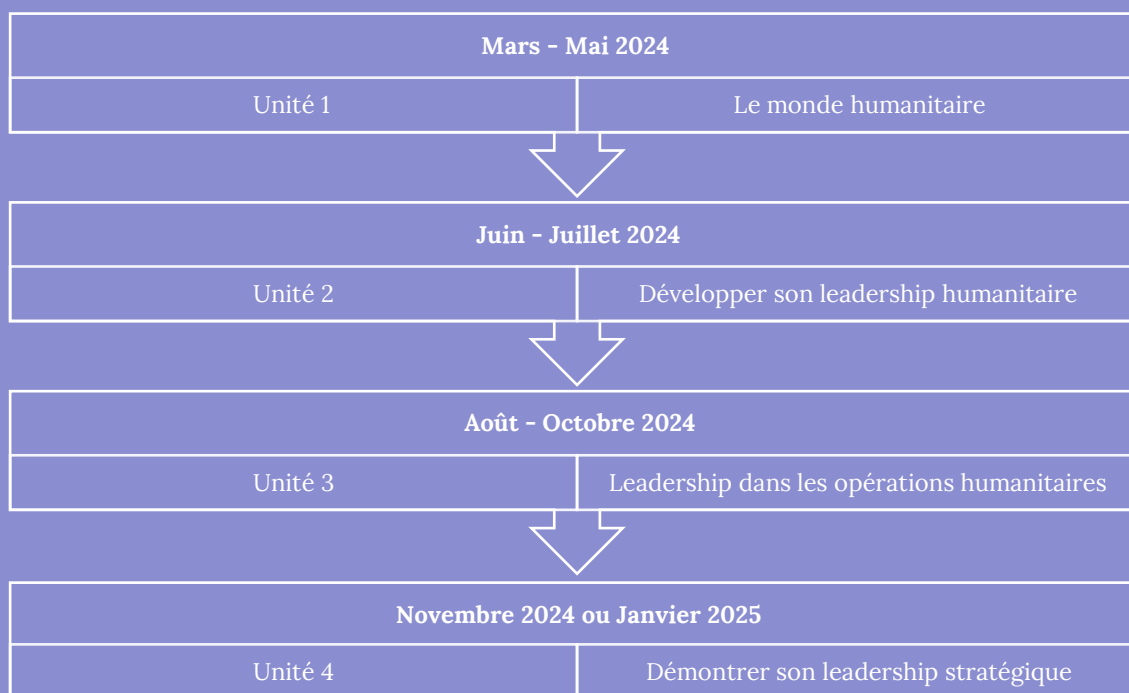 Mars - Mai 2024
Unité 1
Le monde humanitaire
Juin - Juillet 2024
Unité 2
Développer son leadership humanitaire
Août - Octobre 2024
Unité 3
Leadership dans les opérations humanitaires
Novembre 2024 ou Janvier 2025
Unité 4
Démontrer son leadership stratégique